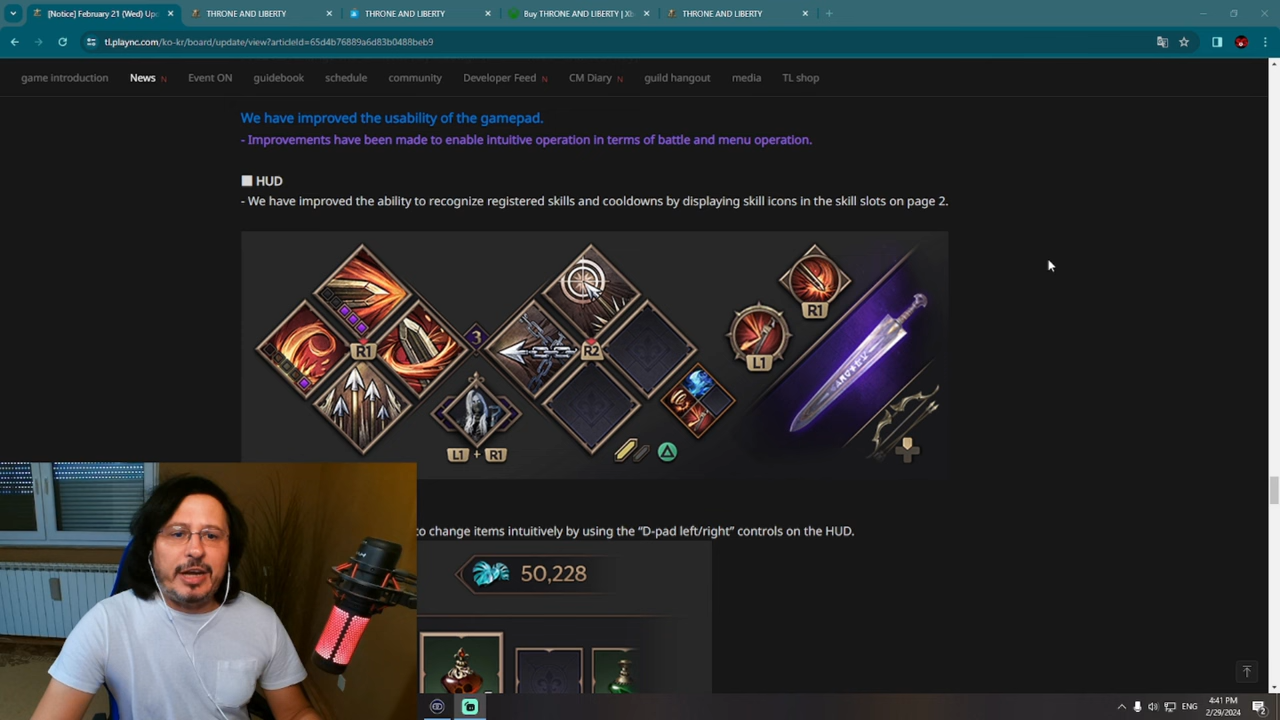 [Notice] February 21 (Wed) Upd
THRONE AND LIBERTY
THRONE AND LIBERTY
Buy THRONE AND LIBERTY | Xb
THRONE AND LIBERTY
tl.plaync.com/ko-kr/board/update/view?articleId=65d4b76889a6d83b0488beb9
game introduction
News N
Event ON
guidebook
schedule
community
Developer Feed N
CM Diary N
guild hangout
media
TL shop
We have improved the usability of the gamepad.
- Improvements have been made to enable intuitive operation in terms of battle and menu operation.
HUD
- We have improved the ability to recognize registered skills and cooldowns by displaying skill icons in the skill slots on page 2.
R1
3
R2
L1
R1
L1 + R1
to change items intuitively by using the “D-pad left/right” controls on the HUD.
50,228
ENG
4:41 PM
2/29/2024
2